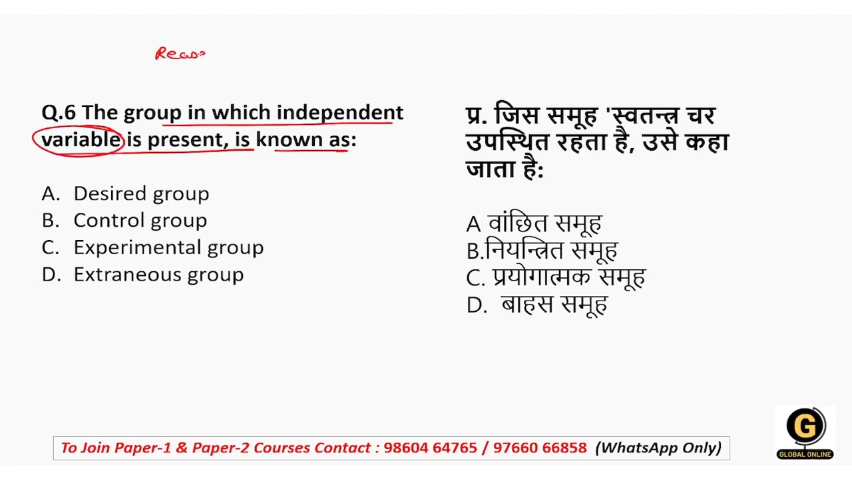 Reas
Q.6 The group in which independent
variable is present, is known as:
A. Desired group
B. Control group
C. Experimental group
D. Extraneous group
प्र. जिस समूह 'स्वतन्त्र चर
उपस्थित रहता है, उसे कहा
जाता है:
A वांछित समूह
B.नियन्त्रित समूह
C. प्रयोगात्मक समूह
D. बाहस समूह
To Join Paper-1 & Paper-2 Courses Contact : 98604 64765 / 97660 66858 (WhatsApp Only)
G
GLOBAL ONLINE